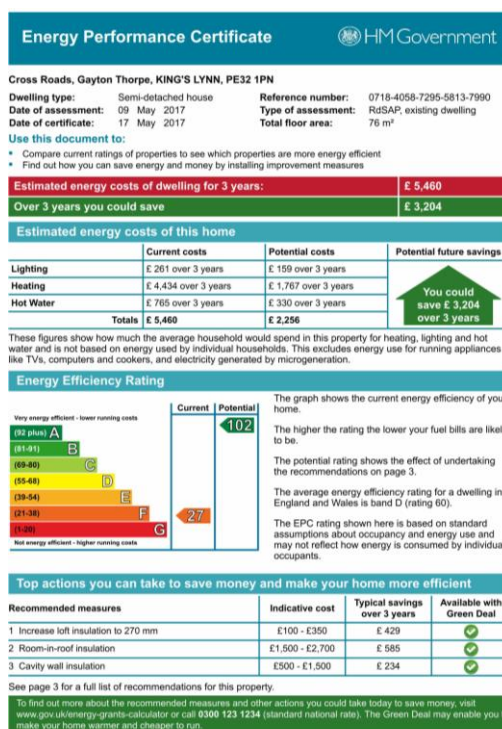 Energy Performance Certificate
HM Government
Cross Roads, Gayton Thorpe, KING'S LYNN, PE32 1PN
Dwelling type: Semi-detached house Reference number: 0718-4058-7295-5813-7990
Date of assessment: 09 May 2017 Type of assessment: RdSAP, existing dwelling
Date of certificate: 17 May 2017 Total floor area: 76 m²
Use this document to:
• Compare current ratings of properties to see which properties are more energy efficient
• Find out how you can save energy and money by installing improvement measures
Estimated energy costs of dwelling for 3 years: £ 5,460
Over 3 years you could save £ 3,204
Estimated energy costs of this home
Current costs Potential costs Potential future savings
Lighting £ 261 over 3 years £ 159 over 3 years
Heating £ 4,434 over 3 years £ 1,767 over 3 years
Hot Water £ 765 over 3 years £ 330 over 3 years
Totals £ 5,460 £ 2,256
You could
save £ 3,204
over 3 years
These figures show how much the average household would spend in this property for heating, lighting and hot
water and is not based on energy used by individual households. This excludes energy use for running appliances
like TVs, computers and cookers, and electricity generated by microgeneration.
Energy Efficiency Rating
Current Potential
Very energy efficient - lower running costs
(92 plus) A
(81-91) B
(69-80) C
(55-68) D
(39-54) E
(21-38) F
(1-20) G
Not energy efficient - higher running costs
27
102
The graph shows the current energy efficiency of you
home.
The higher the rating the lower your fuel bills are likel
to be.
The potential rating shows the effect of undertaking
the recommendations on page 3.
The average energy efficiency rating for a dwelling in
England and Wales is band D (rating 60).
The EPC rating shown here is based on standard
assumptions about occupancy and energy use and
may not reflect how energy is consumed by individua
occupants.
Top actions you can take to save money and make your home more efficient
Recommended measures Indicative cost Typical savings over 3 years Available with Green Deal
1 Increase loft insulation to 270 mm £100 - £350 £ 429
2 Room-in-roof insulation £1,500 - £2,700 £ 585
3 Cavity wall insulation £500 - £1,500 £ 234
See page 3 for a full list of recommendations for this property.
To find out more about the recommended measures and other actions you could take today to save money, visit
www.gov.uk/energy-grants-calculator or call 0300 123 1234 (standard national rate). The Green Deal may enable you
make your home warmer and cheaper to run.